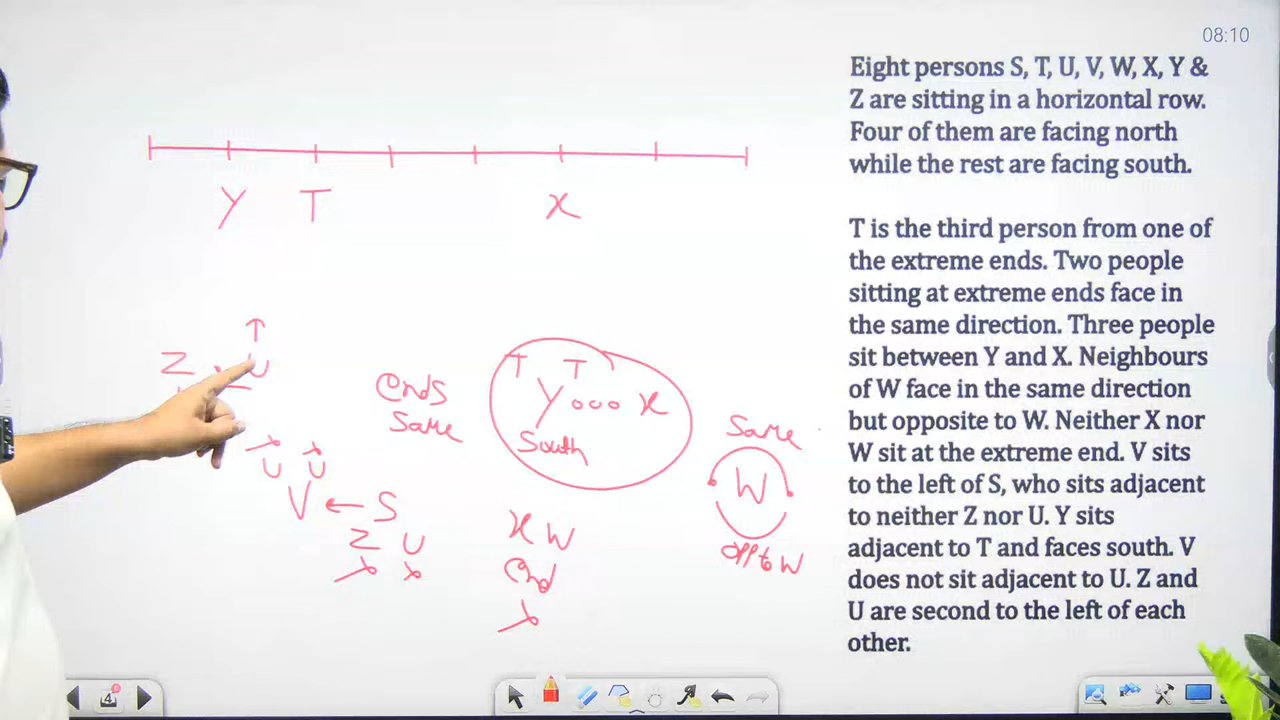 08:10
Eight persons S, T, U, V, W, X, Y &
Z are sitting in a horizontal row.
Four of them are facing north
while the rest are facing south.
T is the third person from one of
the extreme ends. Two people
sitting at extreme ends face in
the same direction. Three people
sit between Y and X. Neighbours
of W face in the same direction
but opposite to W. Neither X nor
W sit at the extreme end. V sits
to the left of S, who sits adjacent
to neither Z nor U. Y sits
adjacent to T and faces south. V
does not sit adjacent to U. Z and
U are second to the left of each
other.
Y T X
Z U
Ends
Same
T T
Y X
South
Same
W
opp to W
U U
V ← S
Z U
X W
End
4